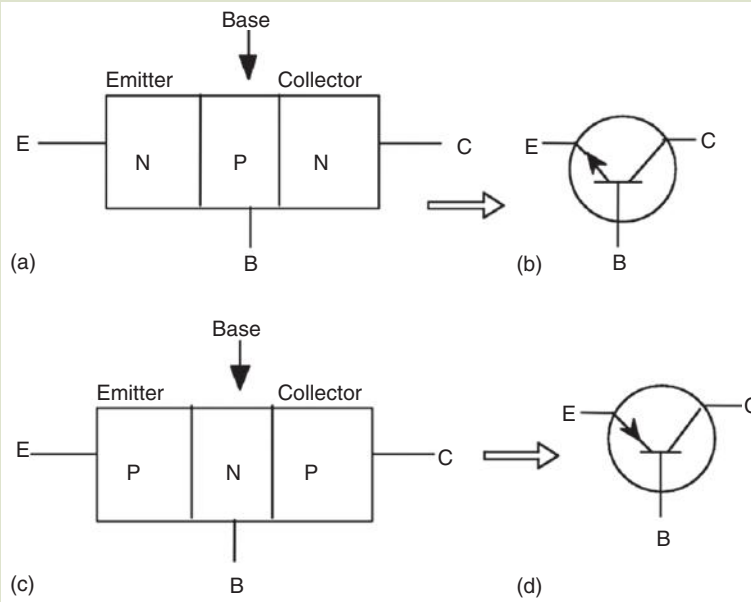 Base
Emitter Collector
E N P N C
B
(a)
E C
B
(b)
Base
Emitter Collector
E P N P C
B
(c)
E C
B
(d)